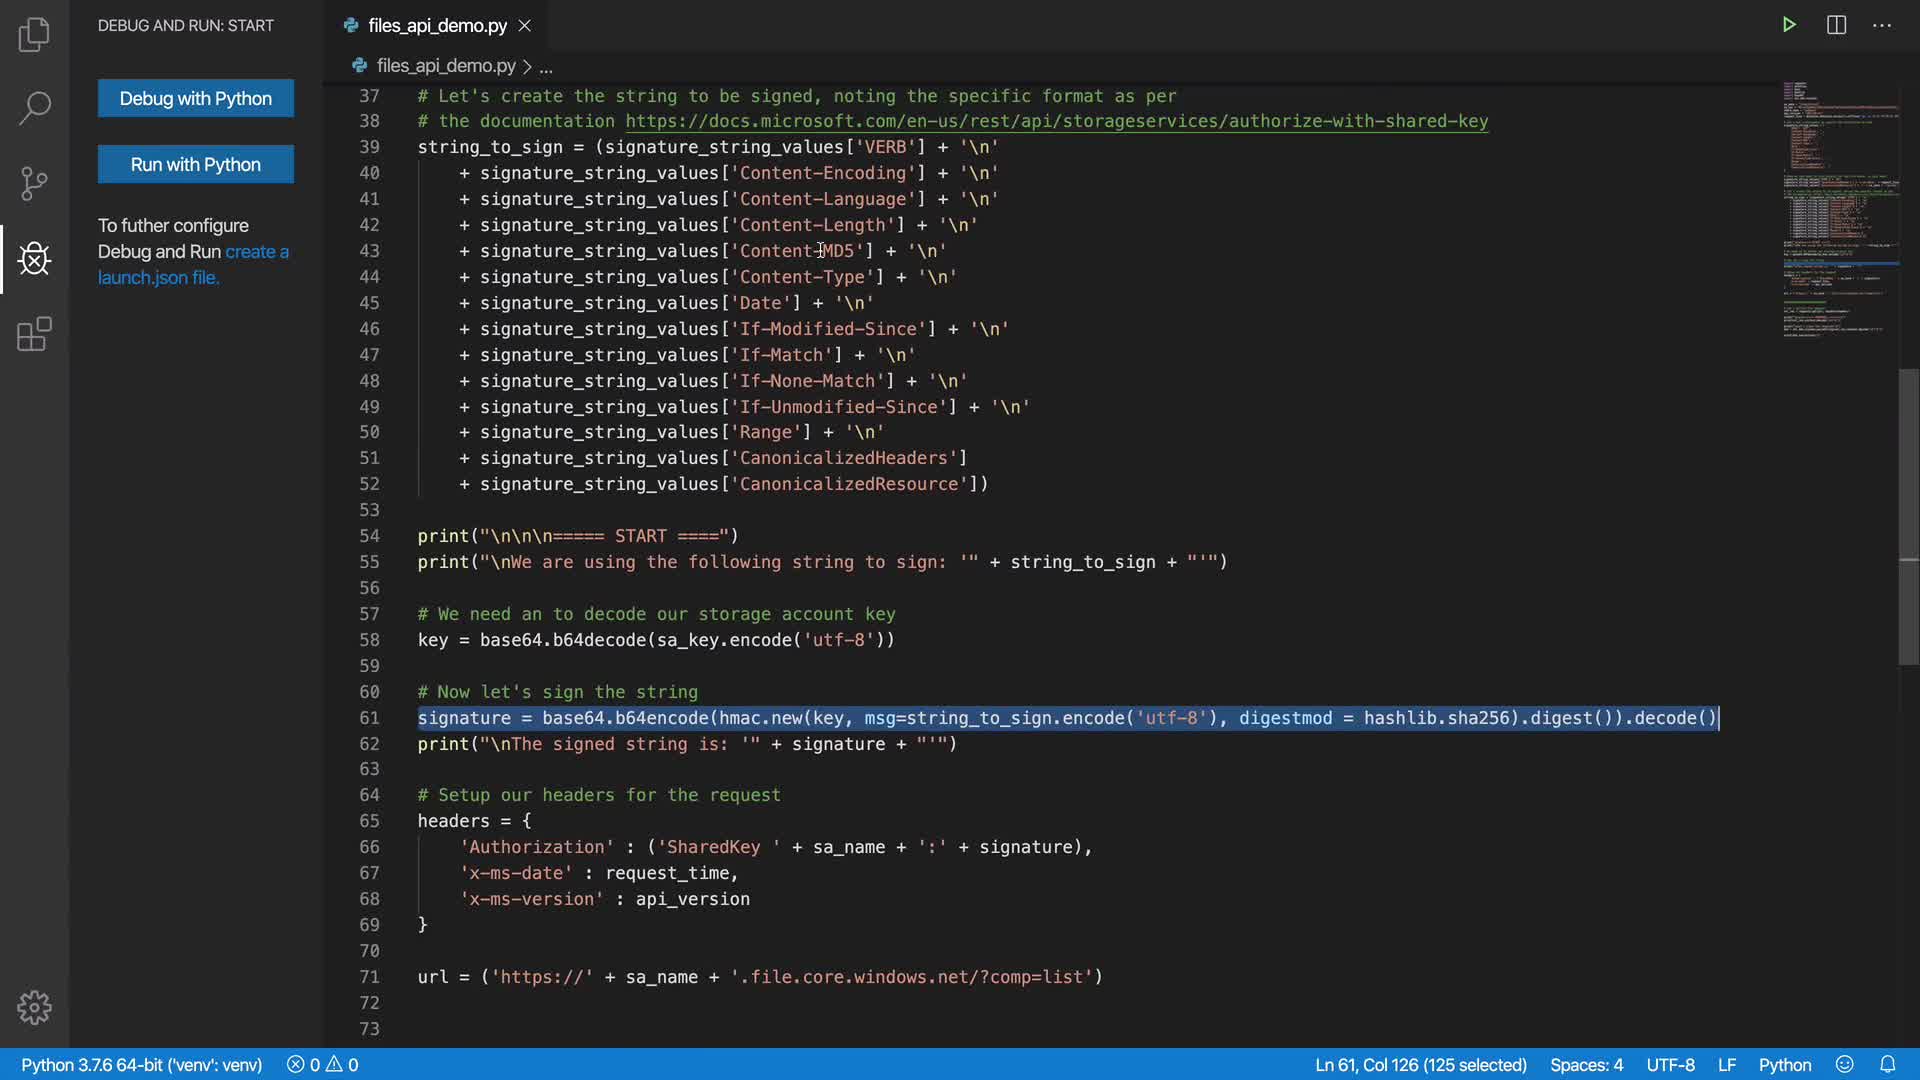 DEBUG AND RUN: START
files_api_demo.py
files_api_demo.py > ...
Debug with Python
Run with Python
To futher configure
Debug and Run create a
launch.json file.
37 # Let's create the string to be signed, noting the specific format as per
38 # the documentation https://docs.microsoft.com/en-us/rest/api/storageservices/authorize-with-shared-key
39 string_to_sign = (signature_string_values['VERB'] + '\n'
40     + signature_string_values['Content-Encoding'] + '\n'
41     + signature_string_values['Content-Language'] + '\n'
42     + signature_string_values['Content-Length'] + '\n'
43     + signature_string_values['Content-MD5'] + '\n'
44     + signature_string_values['Content-Type'] + '\n'
45     + signature_string_values['Date'] + '\n'
46     + signature_string_values['If-Modified-Since'] + '\n'
47     + signature_string_values['If-Match'] + '\n'
48     + signature_string_values['If-None-Match'] + '\n'
49     + signature_string_values['If-Unmodified-Since'] + '\n'
50     + signature_string_values['Range'] + '\n'
51     + signature_string_values['CanonicalizedHeaders']
52     + signature_string_values['CanonicalizedResource'])
53
54 print("\n\n\n===== START ====")
55 print("\nWe are using the following string to sign: '" + string_to_sign + "'")
56
57 # We need an to decode our storage account key
58 key = base64.b64decode(sa_key.encode('utf-8'))
59
60 # Now let's sign the string
61 signature = base64.b64encode(hmac.new(key, msg=string_to_sign.encode('utf-8'), digestmod = hashlib.sha256).digest()).decode()
62 print("\nThe signed string is: '" + signature + "'")
63
64 # Setup our headers for the request
65 headers = {
66     'Authorization' : ('SharedKey ' + sa_name + ':' + signature),
67     'x-ms-date' : request_time,
68     'x-ms-version' : api_version
69 }
70
71 url = ('https://' + sa_name + '.file.core.windows.net/?comp=list')
72
73
Python 3.7.6 64-bit ('venv': venv) 0 0 Ln 61, Col 126 (125 selected) Spaces: 4 UTF-8 LF Python